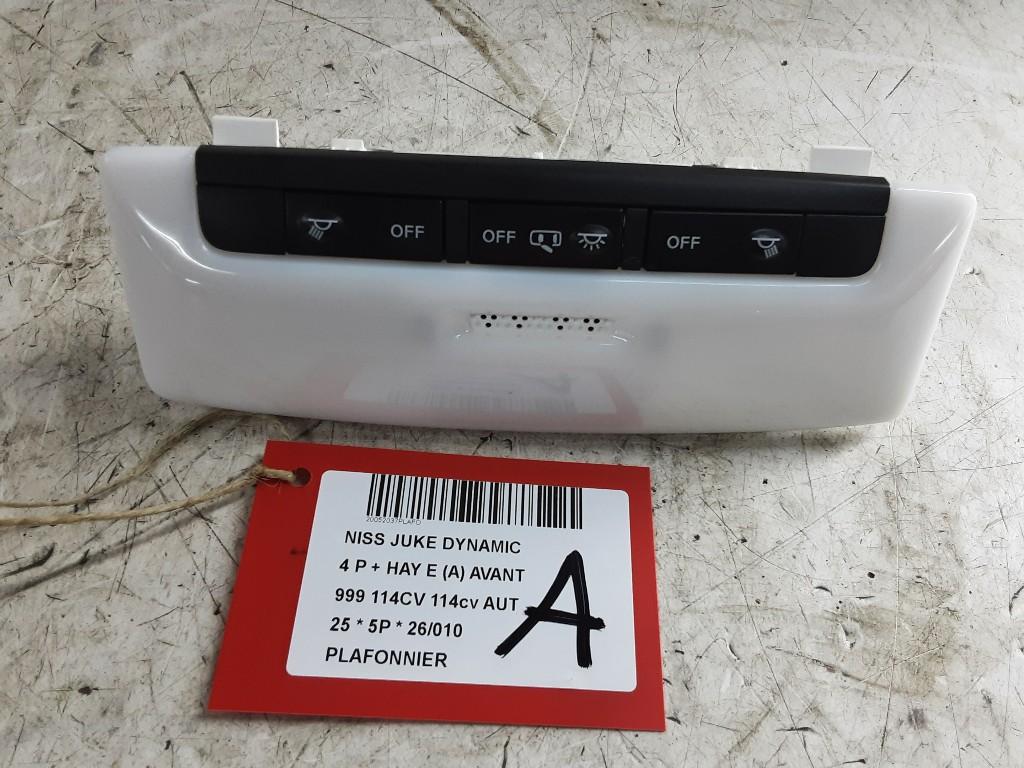 OFF OFF OFF
20052037PLAFO
NISS JUKE DYNAMIC
4 P + HAY E (A) AVANT
999 114CV 114cv AUT
25 * 5P * 26/010
PLAFONNIER
A